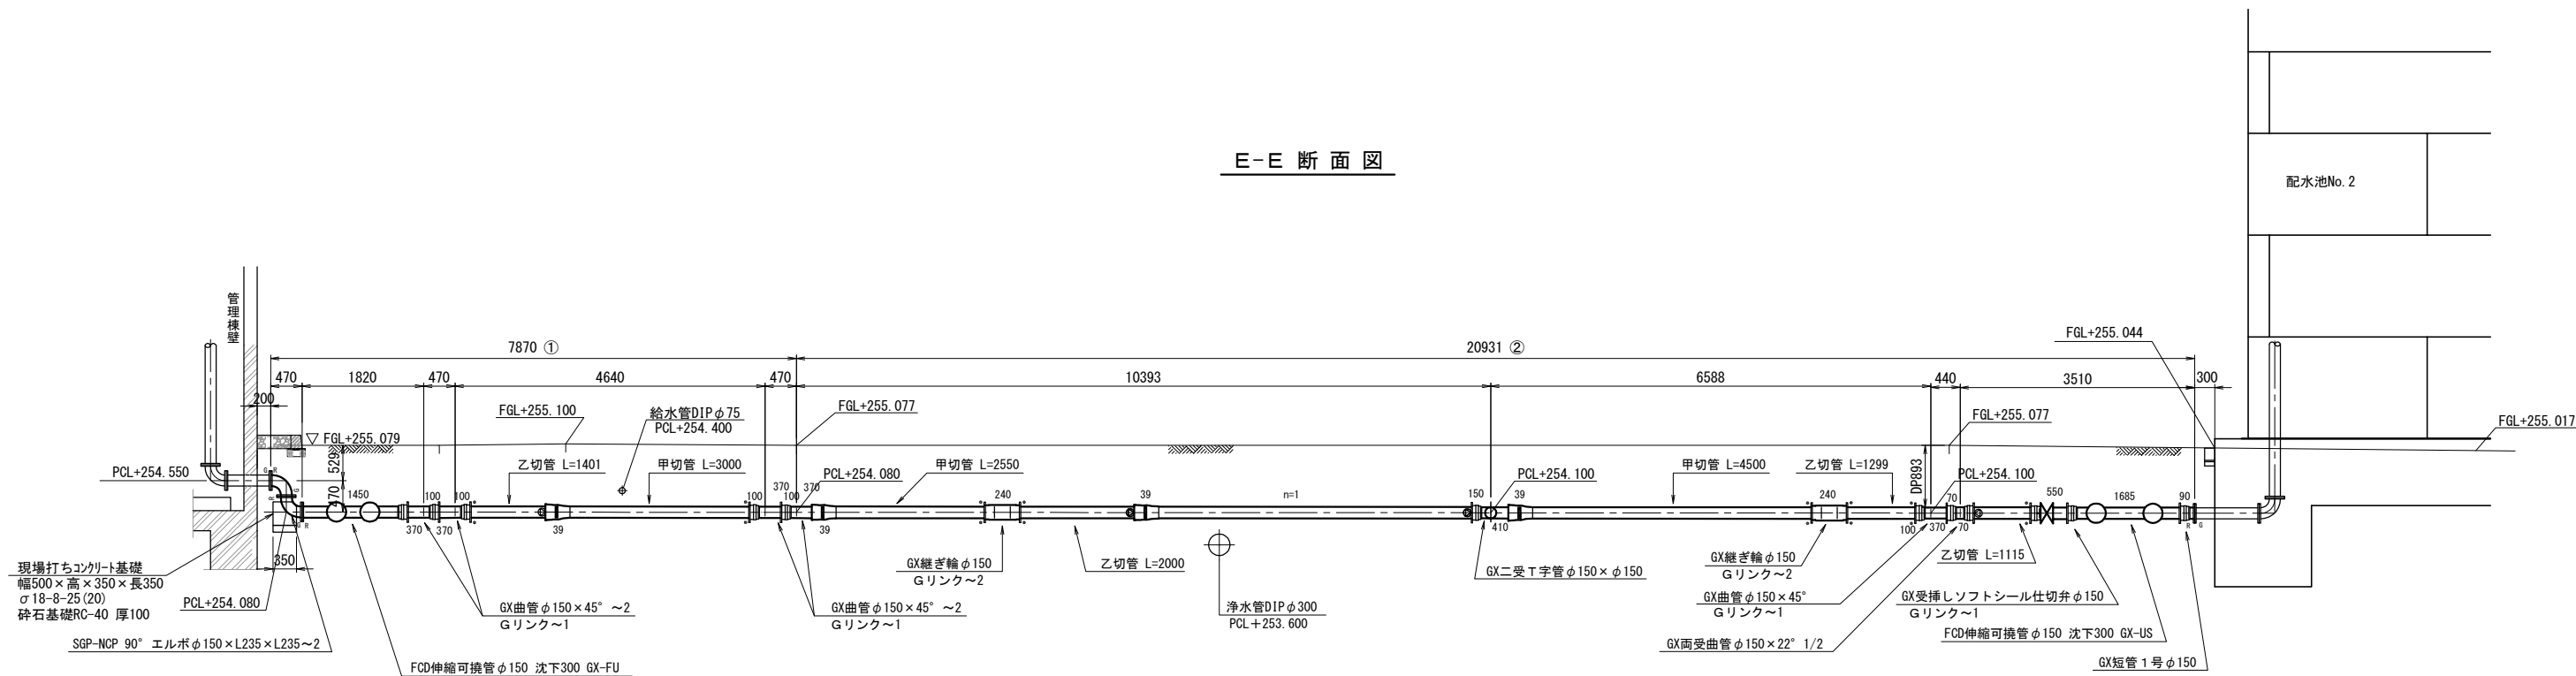 E-E 断 面 図
配水池No.2
管理棟壁
FGL+255.044
7870 ①
20931 ②
470
1820
470
4640
470
10393
6588
440
3510
300
200
FGL+255.100
給水管DIPφ75
PCL+254.400
FGL+255.077
FGL+255.077
FGL+255.017
FGL+255.079
529
470
PCL+254.550
乙切管 L=1401
甲切管 L=3000
PCL+254.080
甲切管 L=2550
PCL+254.100
甲切管 L=4500
乙切管 L=1299
DP893
PCL+254.100
G
R
R
G
G
R
1450
100
100
100
370
100
370
240
39
n=1
150
39
240
70
550
1685
90
370
370
39
39
410
100
370
70
R
G
350
現場打ちコンクリート基礎
幅500×高×350×長350
σ18-8-25(20)
砕石基礎RC-40 厚100
PCL+254.080
SGP-NCP 90° エルボφ150×L235×L235～2
FCD伸縮可撓管φ150 沈下300 GX-FU
GX曲管φ150×45° ～2
Gリンク～1
GX曲管φ150×45° ～2
Gリンク～1
GX継ぎ輪φ150
Gリンク～2
乙切管 L=2000
浄水管DIPφ300
PCL+253.600
GX二受T字管φ150×φ150
GX継ぎ輪φ150
Gリンク～2
GX曲管φ150×45°
Gリンク～1
GX両受曲管φ150×22° 1/2
乙切管 L=1115
GX受挿しソフトシール仕切弁φ150
Gリンク～1
FCD伸縮可撓管φ150 沈下300 GX-US
GX短管1号φ150